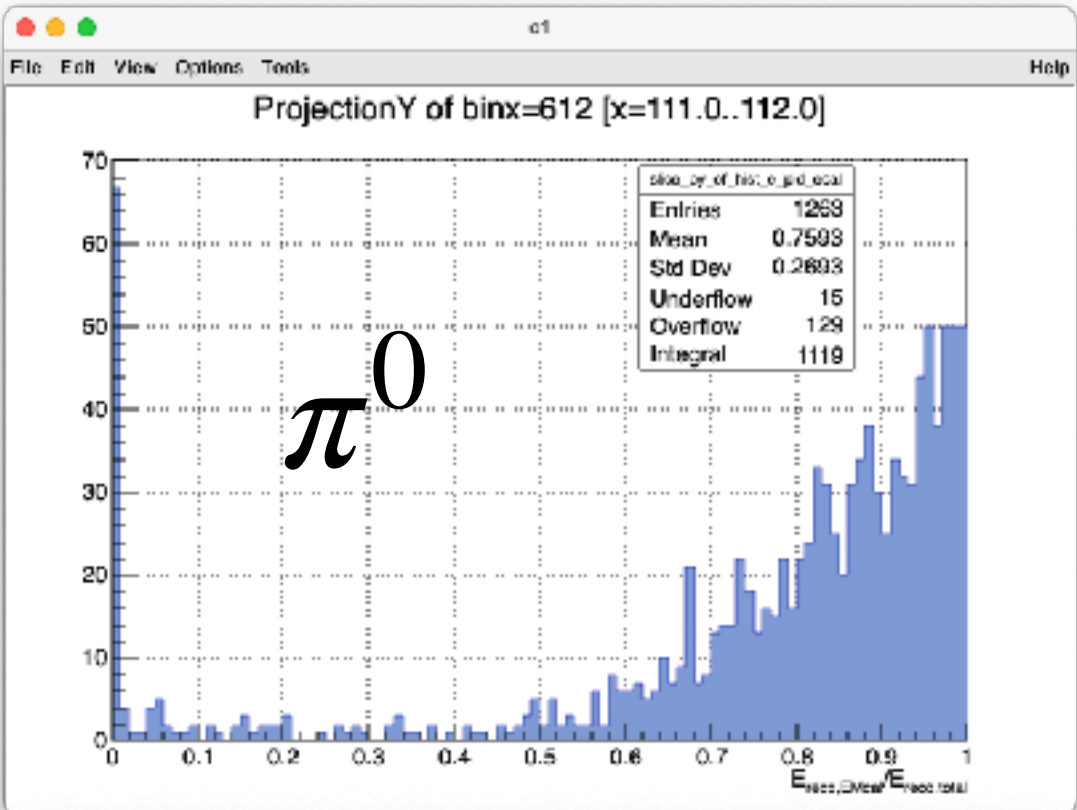 c1
File Edit View Options Tools Help
ProjectionY of binx=612 [x=111.0..112.0]
Entries 1263
Mean 0.7593
Std Dev 0.2693
Underflow 15
Overflow 129
Integral 1119
π⁰
70
60
50
40
30
20
10
0
0 0.1 0.2 0.3 0.4 0.5 0.6 0.7 0.8 0.9 1